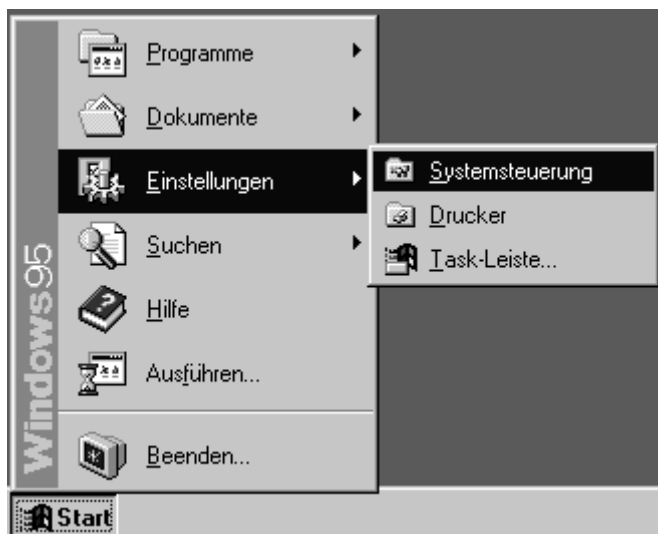 Programme
Dokumente
Einstellungen
Systemsteuerung
Drucker
Task-Leiste...
Suchen
Hilfe
Ausführen...
Beenden...
Windows95
Start